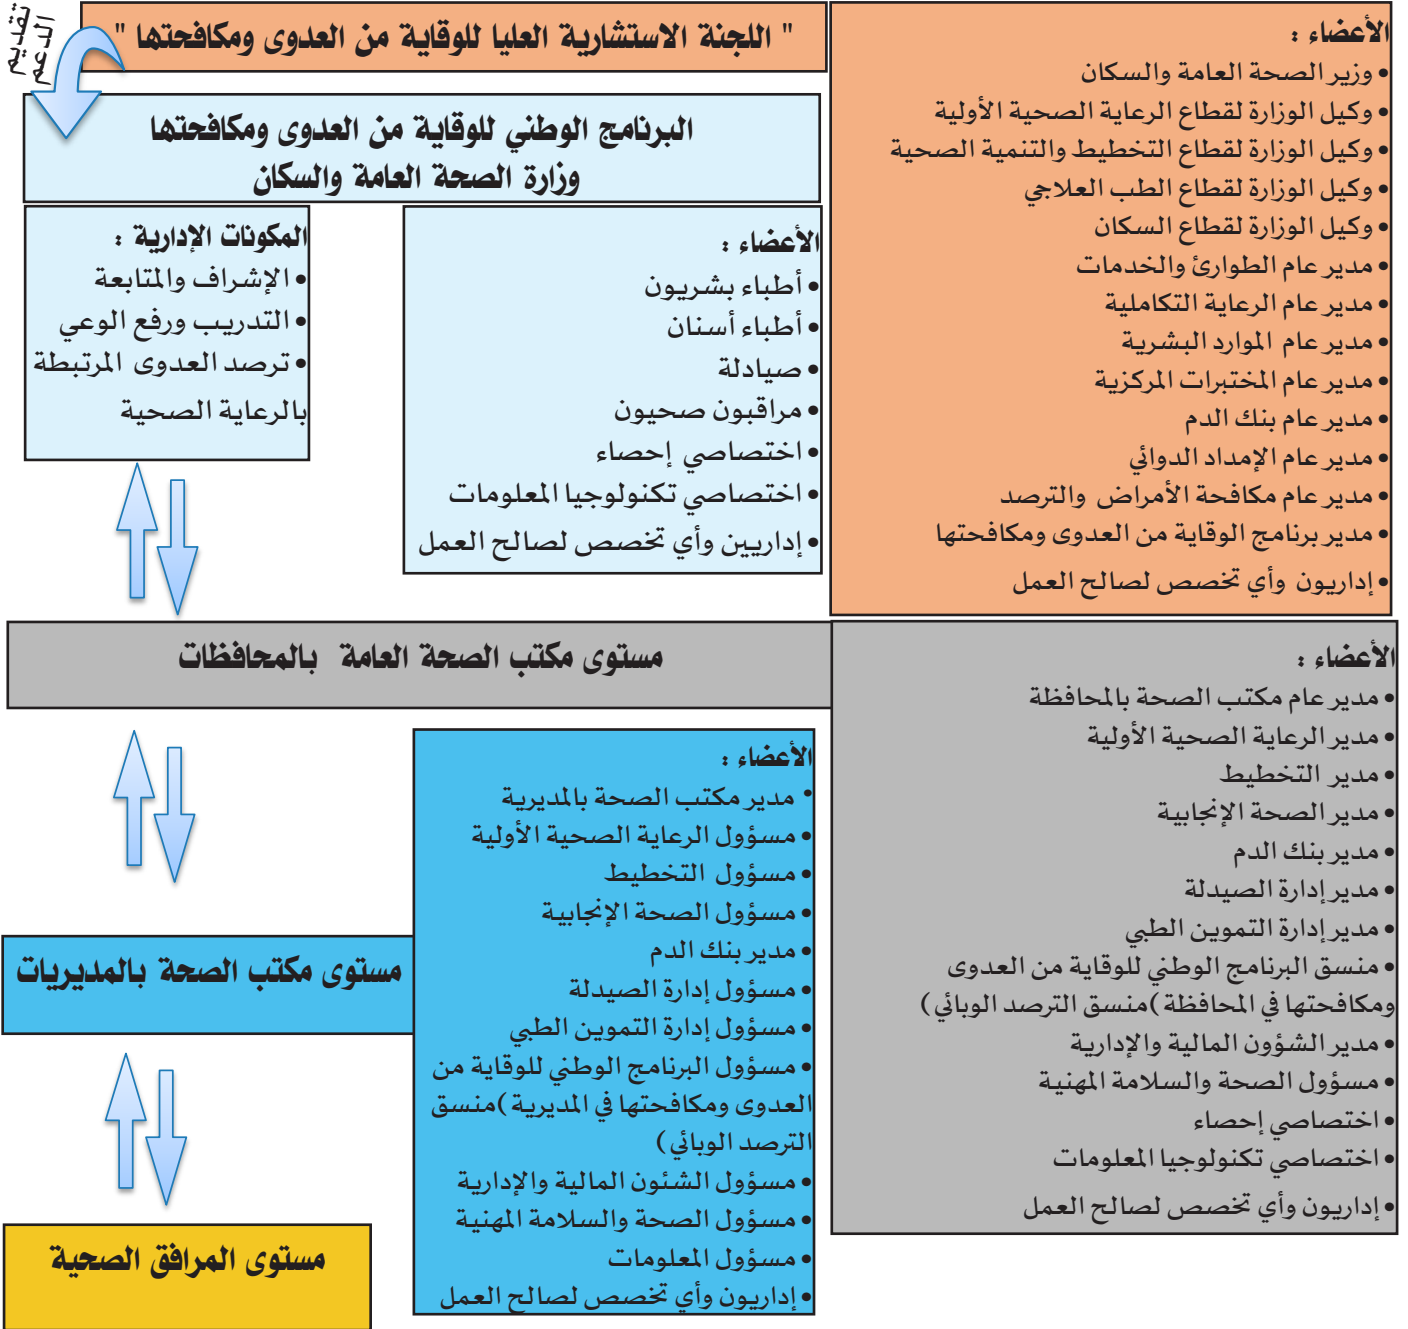 تقديم
الدعم
" اللجنة الاستشارية العليا للوقاية من العدوى ومكافحتها "
الأعضاء :
• وزير الصحة العامة والسكان
• وكيل الوزارة لقطاع الرعاية الصحية الأولية
• وكيل الوزارة لقطاع التخطيط والتنمية الصحية
• وكيل الوزارة لقطاع الطب العلاجي
• وكيل الوزارة لقطاع السكان
• مدير عام الطوارئ والخدمات
• مدير عام الرعاية التكاملية
• مدير عام الموارد البشرية
• مدير عام المختبرات المركزية
• مدير عام بنك الدم
• مدير عام الإمداد الدوائي
• مدير عام مكافحة الأمراض والترصد
• مدير برنامج الوقاية من العدوى ومكافحتها
• إداريون وأي تخصص لصالح العمل
البرنامج الوطني للوقاية من العدوى ومكافحتها
وزارة الصحة العامة والسكان
الأعضاء :
• أطباء بشريون
• أطباء أسنان
• صيادلة
• مراقبون صحيون
• اختصاصي إحصاء
• اختصاصي تكنولوجيا المعلومات
• إداريين وأي تخصص لصالح العمل
المكونات الإدارية :
• الإشراف والمتابعة
• التدريب ورفع الوعي
• ترصد العدوى المرتبطة
بالرعاية الصحية
مستوى مكتب الصحة العامة بالمحافظات
الأعضاء :
• مدير عام مكتب الصحة بالمحافظة
• مدير الرعاية الصحية الأولية
• مدير التخطيط
• مدير الصحة الإنجابية
• مدير بنك الدم
• مدير إدارة الصيدلة
• مدير إدارة التموين الطبي
• منسق البرنامج الوطني للوقاية من العدوى
ومكافحتها في المحافظة)منسق الترصد الوبائي)
• مدير الشؤون المالية والإدارية
• مسؤول الصحة والسلامة المهنية
• اختصاصي إحصاء
• اختصاصي تكنولوجيا المعلومات
• إداريون وأي تخصص لصالح العمل
مستوى مكتب الصحة بالمديريات
الأعضاء :
• مدير مكتب الصحة بالمديرية
• مسؤول الرعاية الصحية الأولية
• مسؤول التخطيط
• مسؤول الصحة الإنجابية
• مدير بنك الدم
• مسؤول إدارة الصيدلة
• مسؤول إدارة التموين الطبي
• مسؤول البرنامج الوطني للوقاية من
العدوى ومكافحتها في المديرية)منسق
الترصد الوبائي)
• مسؤول الشئون المالية والإدارية
• مسؤول الصحة والسلامة المهنية
• مسؤول المعلومات
• إداريون وأي تخصص لصالح العمل
مستوى المرافق الصحية